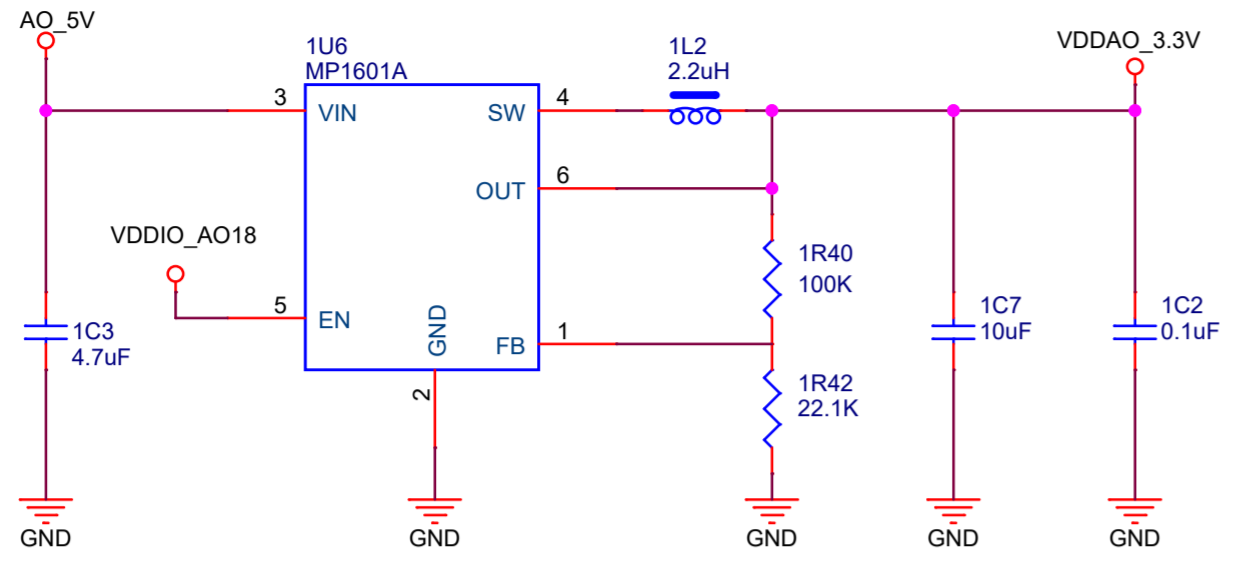 AO_5V
1U6
MP1601A
1L2
2.2uH
VDDAO_3.3V
3
VIN
SW
4
OUT
6
VDDIO_AO18
1R40
100K
5
EN
GND
FB
1
1C3
4.7uF
1C7
10uF
1C2
0.1uF
2
1R42
22.1K
GND
GND
GND
GND
GND